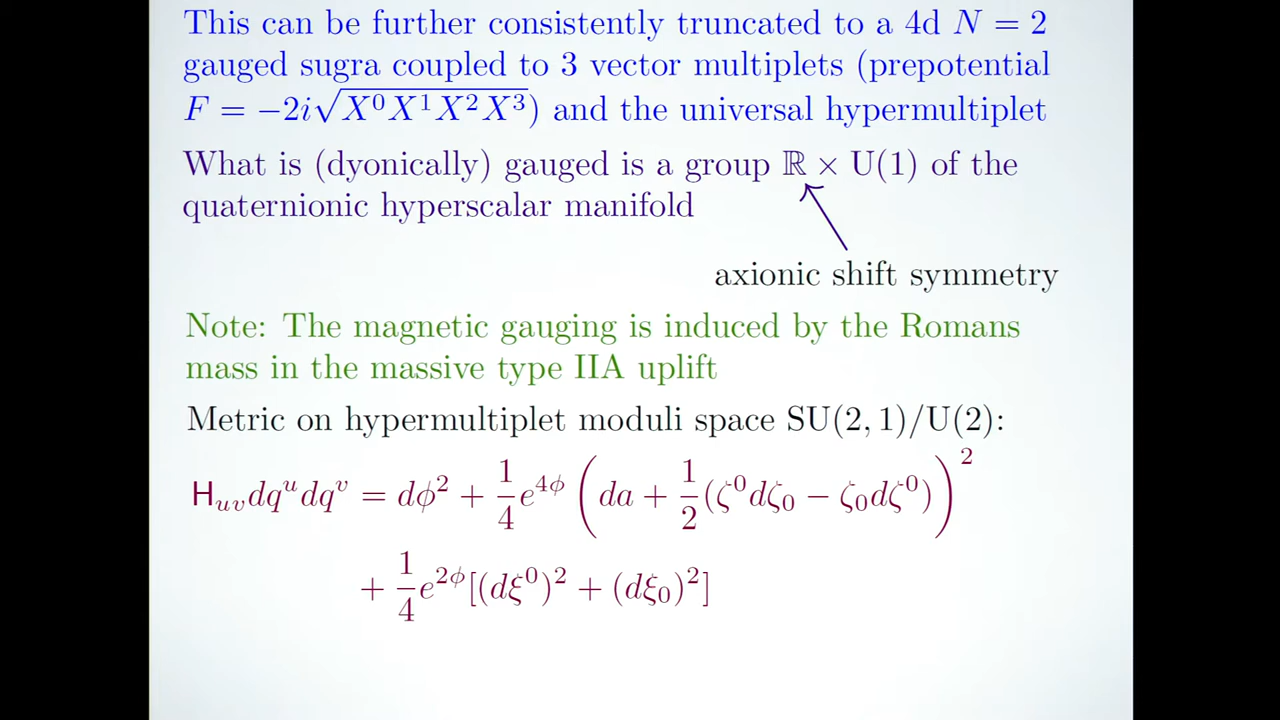 This can be further consistently truncated to a 4d N = 2
gauged sugra coupled to 3 vector multiplets (prepotential
F = −2i√(X⁰X¹X²X³)) and the universal hypermultiplet
What is (dyonically) gauged is a group ℝ × U(1) of the
quaternionic hyperscalar manifold
axionic shift symmetry
Note: The magnetic gauging is induced by the Romans
mass in the massive type IIA uplift
Metric on hypermultiplet moduli space SU(2, 1)/U(2):
H_{uv}dq^u dq^v = dφ² + 1/4 e^{4φ} (da + 1/2 (ζ⁰dζ₀ − ζ₀dζ⁰))²
+ 1/4 e^{2φ}[(dξ⁰)² + (dξ₀)²]